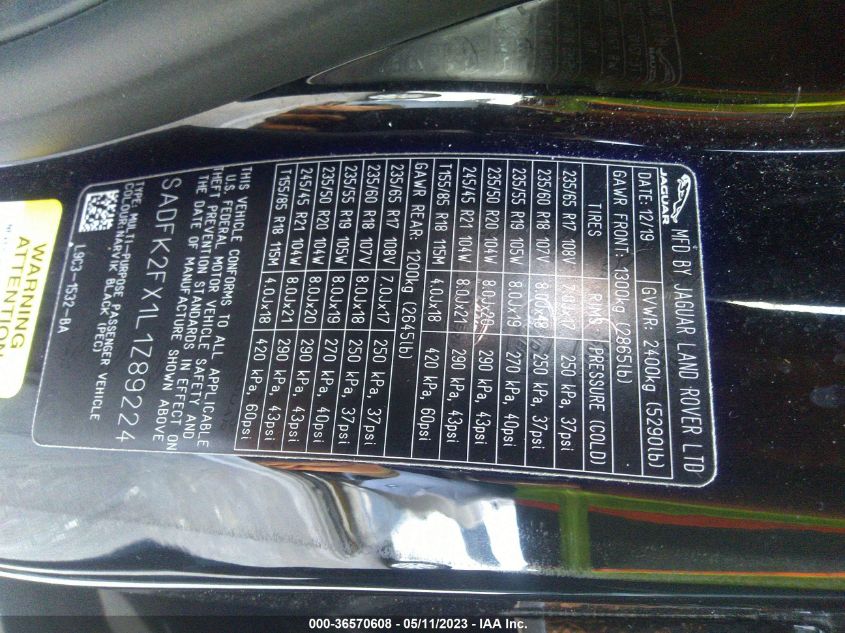 JAGUAR
MFD BY JAGUAR LAND ROVER LTD
DATE: 12/19 GVWR: 2400kg (5290lb)
GAWR FRONT: 1300kg (2865lb)
TIRES RIMS PRESSURE (COLD)
235/65 R17 108V 7.0Jx17 250 kPa, 37psi
235/60 R18 107V 8.0Jx18 250 kPa, 37psi
235/55 R19 105W 8.0Jx19 270 kPa, 40psi
235/50 R20 104W 8.0Jx20 290 kPa, 43psi
245/45 R21 104W 8.0Jx21 290 kPa, 43psi
T155/85 R18 115M 4.0Jx18 420 kPa, 60psi
GAWR REAR: 1200kg (2645lb)
235/65 R17 108V 7.0Jx17 250 kPa, 37psi
235/60 R18 107V 8.0Jx18 250 kPa, 37psi
235/55 R19 105W 8.0Jx19 270 kPa, 40psi
235/50 R20 104W 8.0Jx20 290 kPa, 43psi
245/45 R21 104W 8.0Jx21 290 kPa, 43psi
T155/85 R18 115M 4.0Jx18 420 kPa, 60psi
THIS VEHICLE CONFORMS TO ALL APPLICABLE
U.S. FEDERAL MOTOR VEHICLE SAFETY AND
THEFT PREVENTION STANDARDS IN EFFECT ON
THE DATE OF MANUFACTURE SHOWN ABOVE
SADFK2FX1L1Z89224
TYPE: MULTI-PURPOSE PASSENGER VEHICLE
COLOUR: NARVIK BLACK (PEC)
L9C3-1532-BA
WARNING
ATTENTION
000-36570608 - 05/11/2023 - IAA Inc.